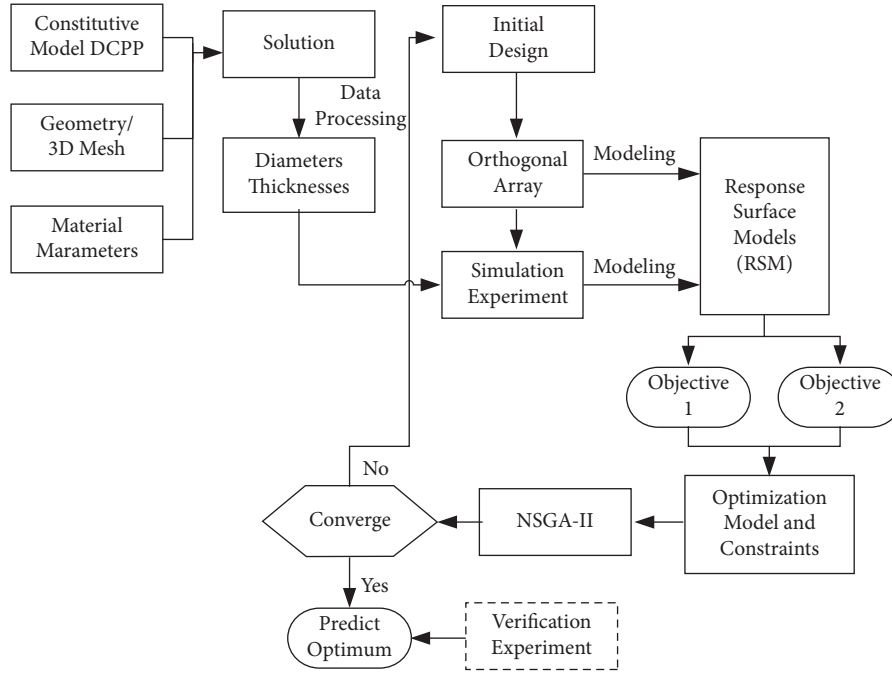 Constitutive
Model DCPP
Geometry/
3D Mesh
Material
Marameters
Solution
Data
Processing
Diameters
Thicknesses
Initial
Design
Orthogonal
Array
Modeling
Simulation
Experiment
Modeling
Response
Surface
Models
(RSM)
Objective
1
Objective
2
Optimization
Model and
Constraints
NSGA-II
Converge
No
Yes
Predict
Optimum
Verification
Experiment